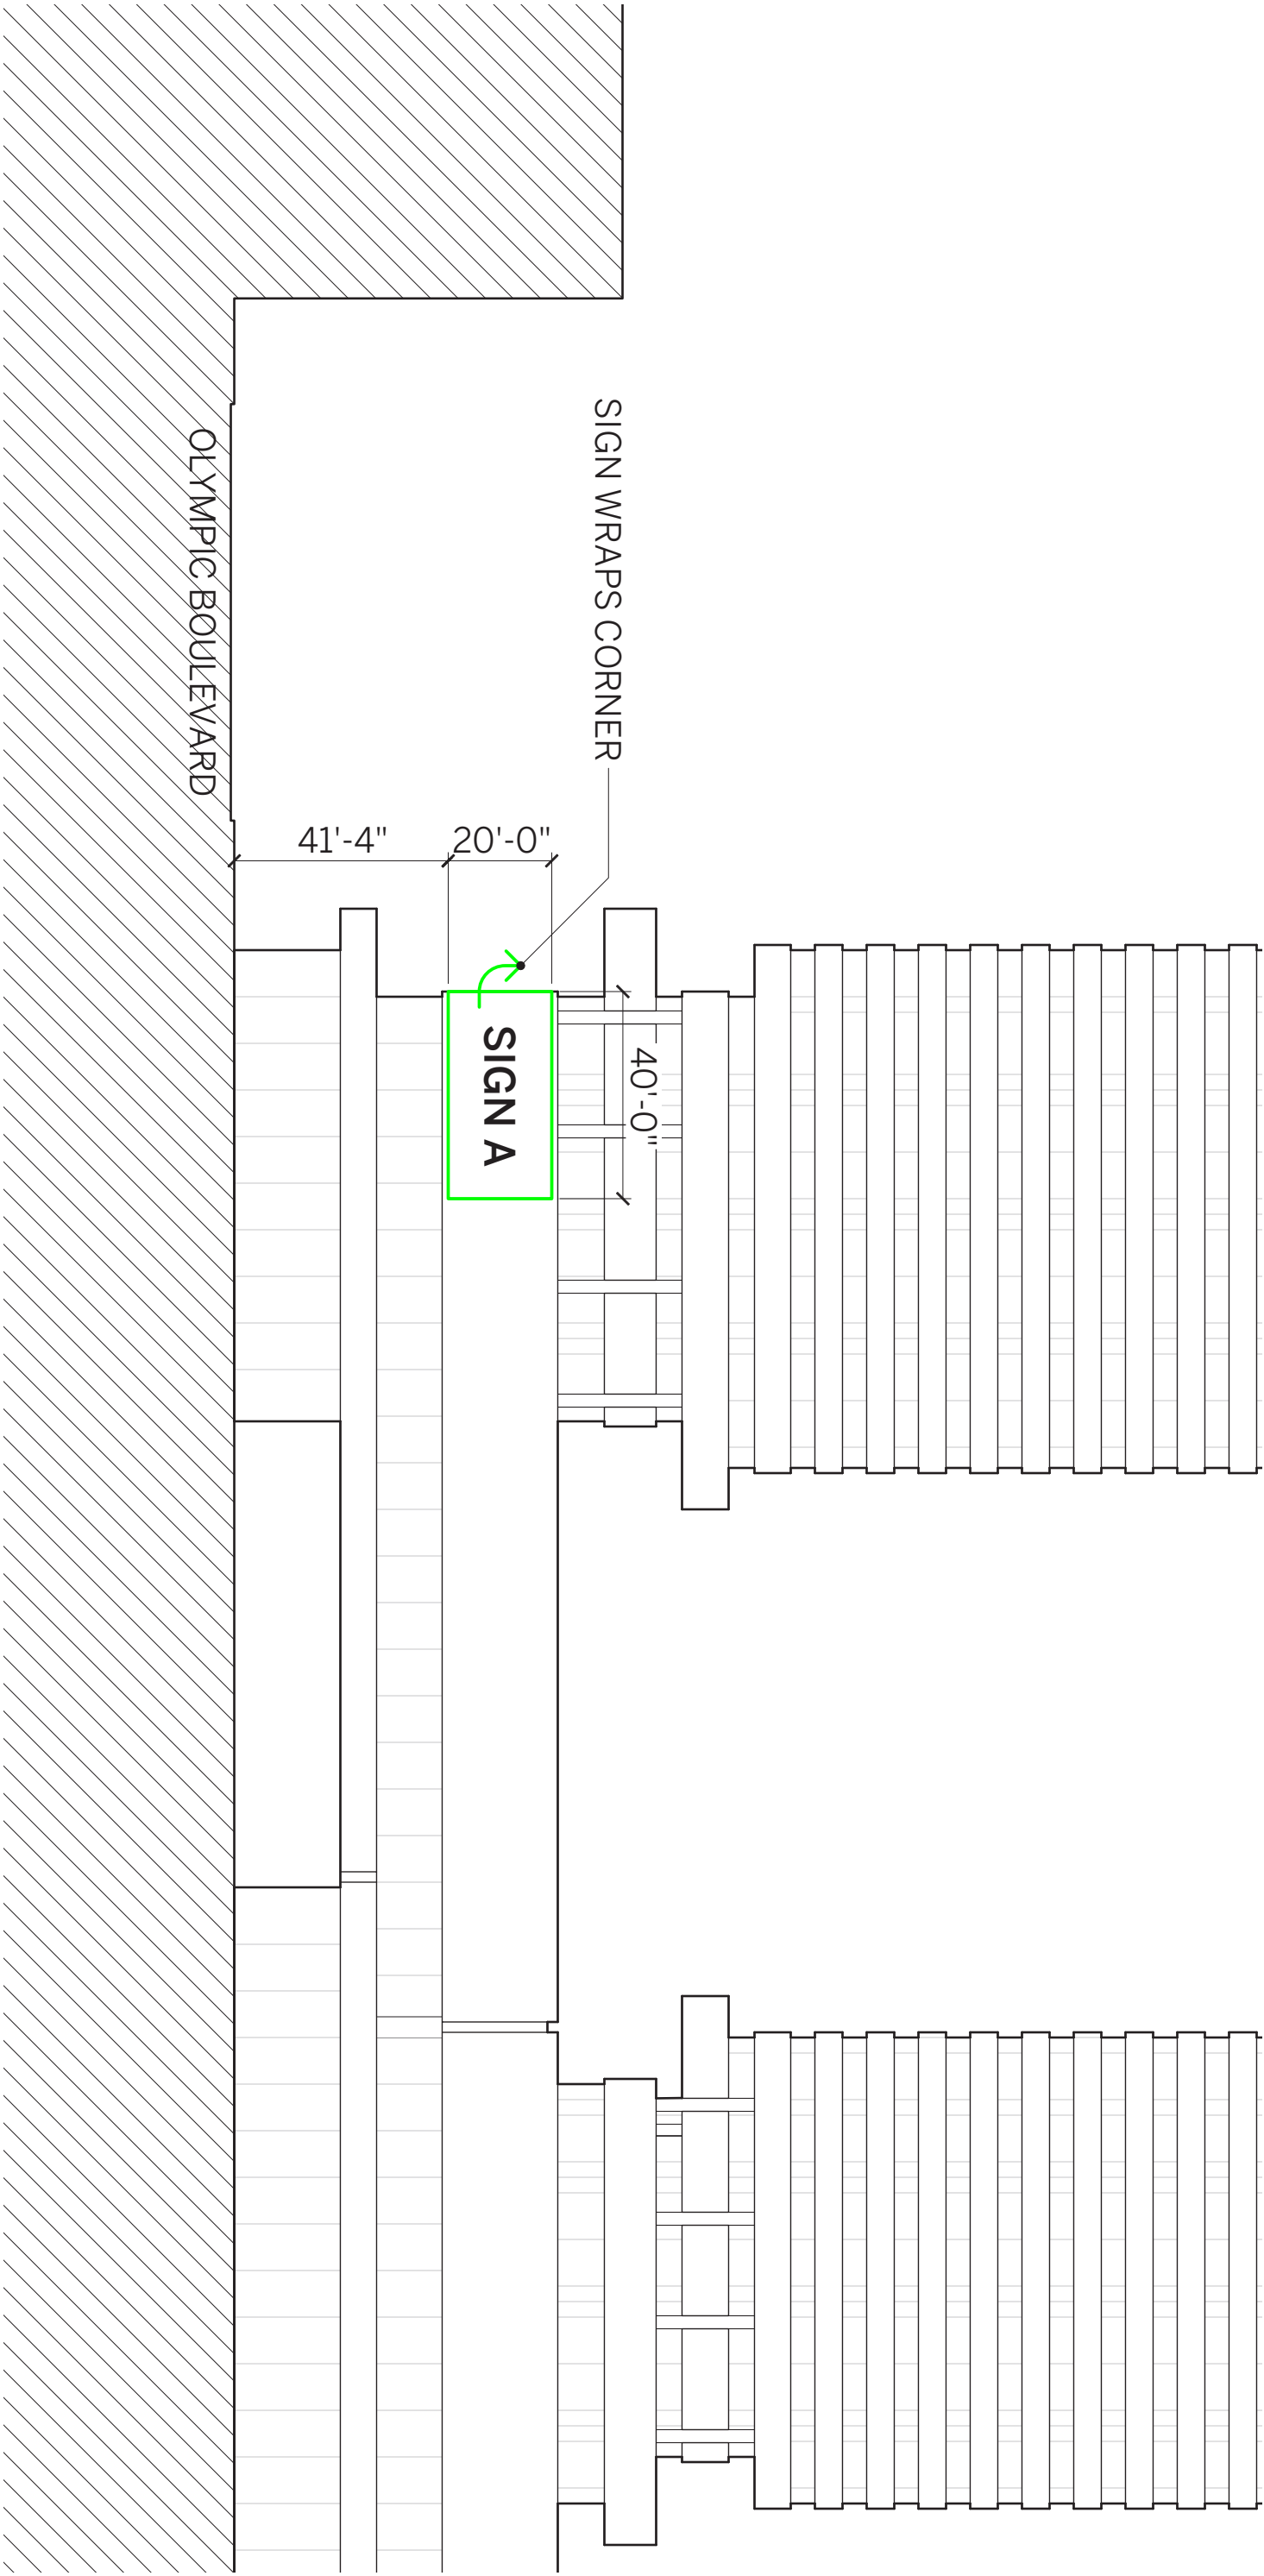 SIGN WRAPS CORNER
40'-0"
SIGN A
20'-0"
41'-4"
OLYMPIC BOULEVARD